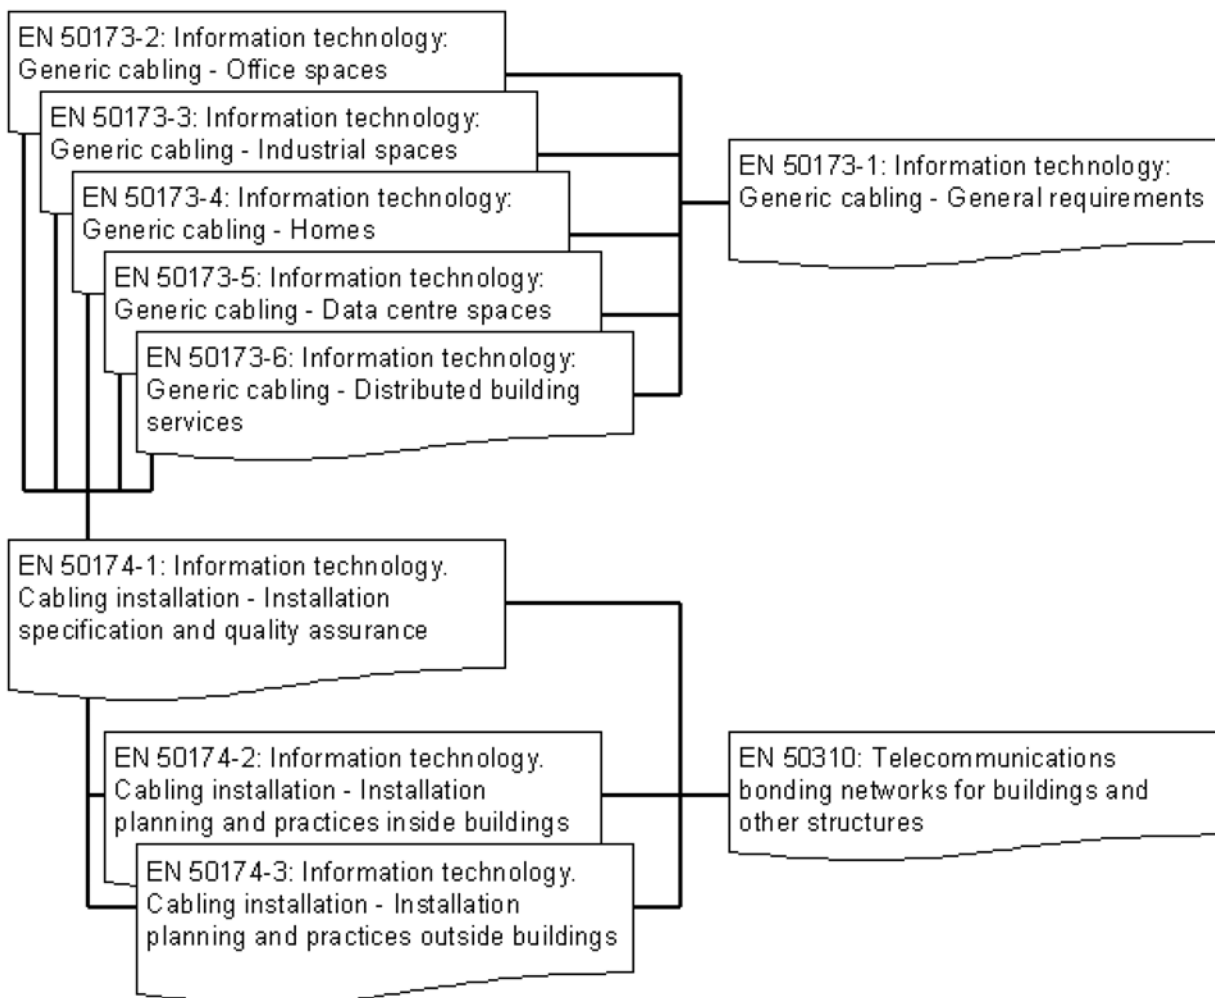 EN 50173-2: Information technology:
Generic cabling - Office spaces
EN 50173-3: Information technology:
Generic cabling - Industrial spaces
EN 50173-4: Information technology:
Generic cabling - Homes
EN 50173-5: Information technology:
Generic cabling - Data centre spaces
EN 50173-6: Information technology:
Generic cabling - Distributed building
services
EN 50173-1: Information technology:
Generic cabling - General requirements
EN 50174-1: Information technology.
Cabling installation - Installation
specification and quality assurance
EN 50174-2: Information technology.
Cabling installation - Installation
planning and practices inside buildings
EN 50174-3: Information technology.
Cabling installation - Installation
planning and practices outside buildings
EN 50310: Telecommunications
bonding networks for buildings and
other structures